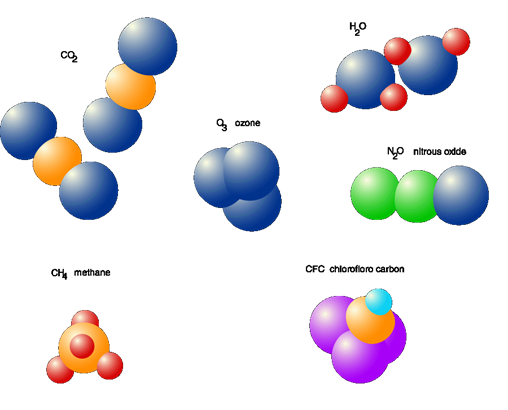 H2O
CO2
O3 ozone
N2O nitrous oxide
CH4 methane
CFC chlorofloro carbon